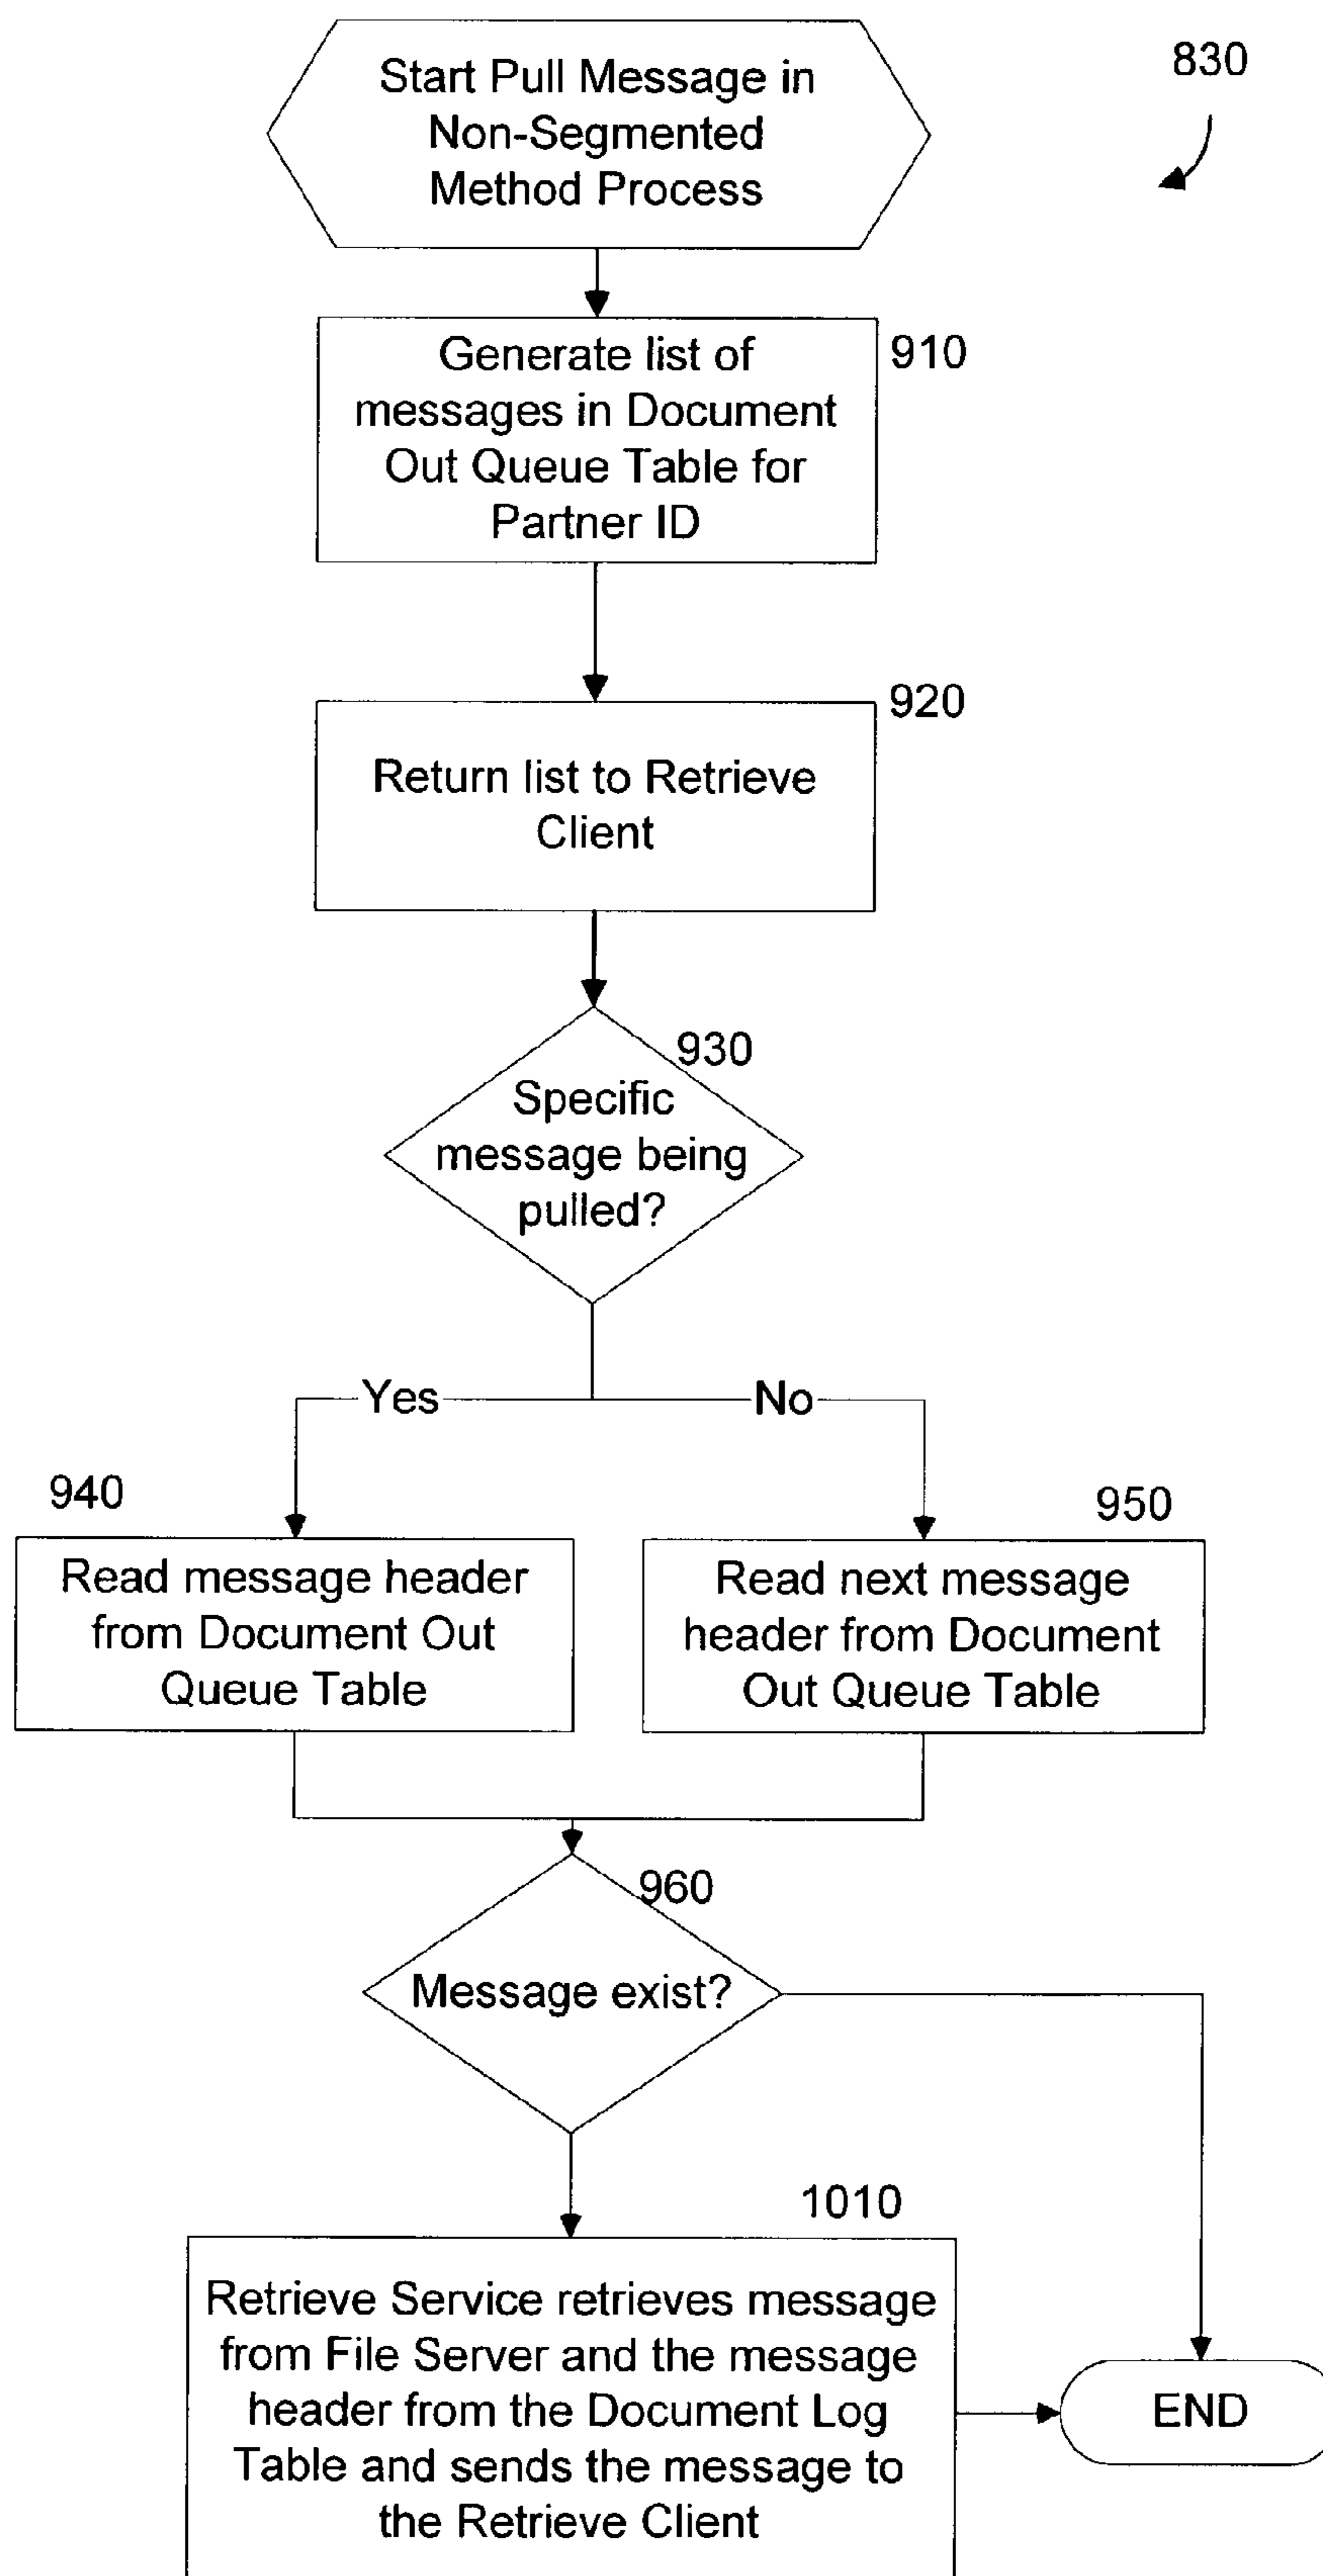 830
Start Pull Message in
Non-Segmented
Method Process
910
Generate list of
messages in Document
Out Queue Table for
Partner ID
920
Return list to Retrieve
Client
930
Specific
message being
pulled?
Yes
No
940
950
Read message header
from Document Out
Queue Table
Read next message
header from Document
Out Queue Table
960
Message exist?
1010
Retrieve Service retrieves message
from File Server and the message
header from the Document Log
Table and sends the message to
the Retrieve Client
END